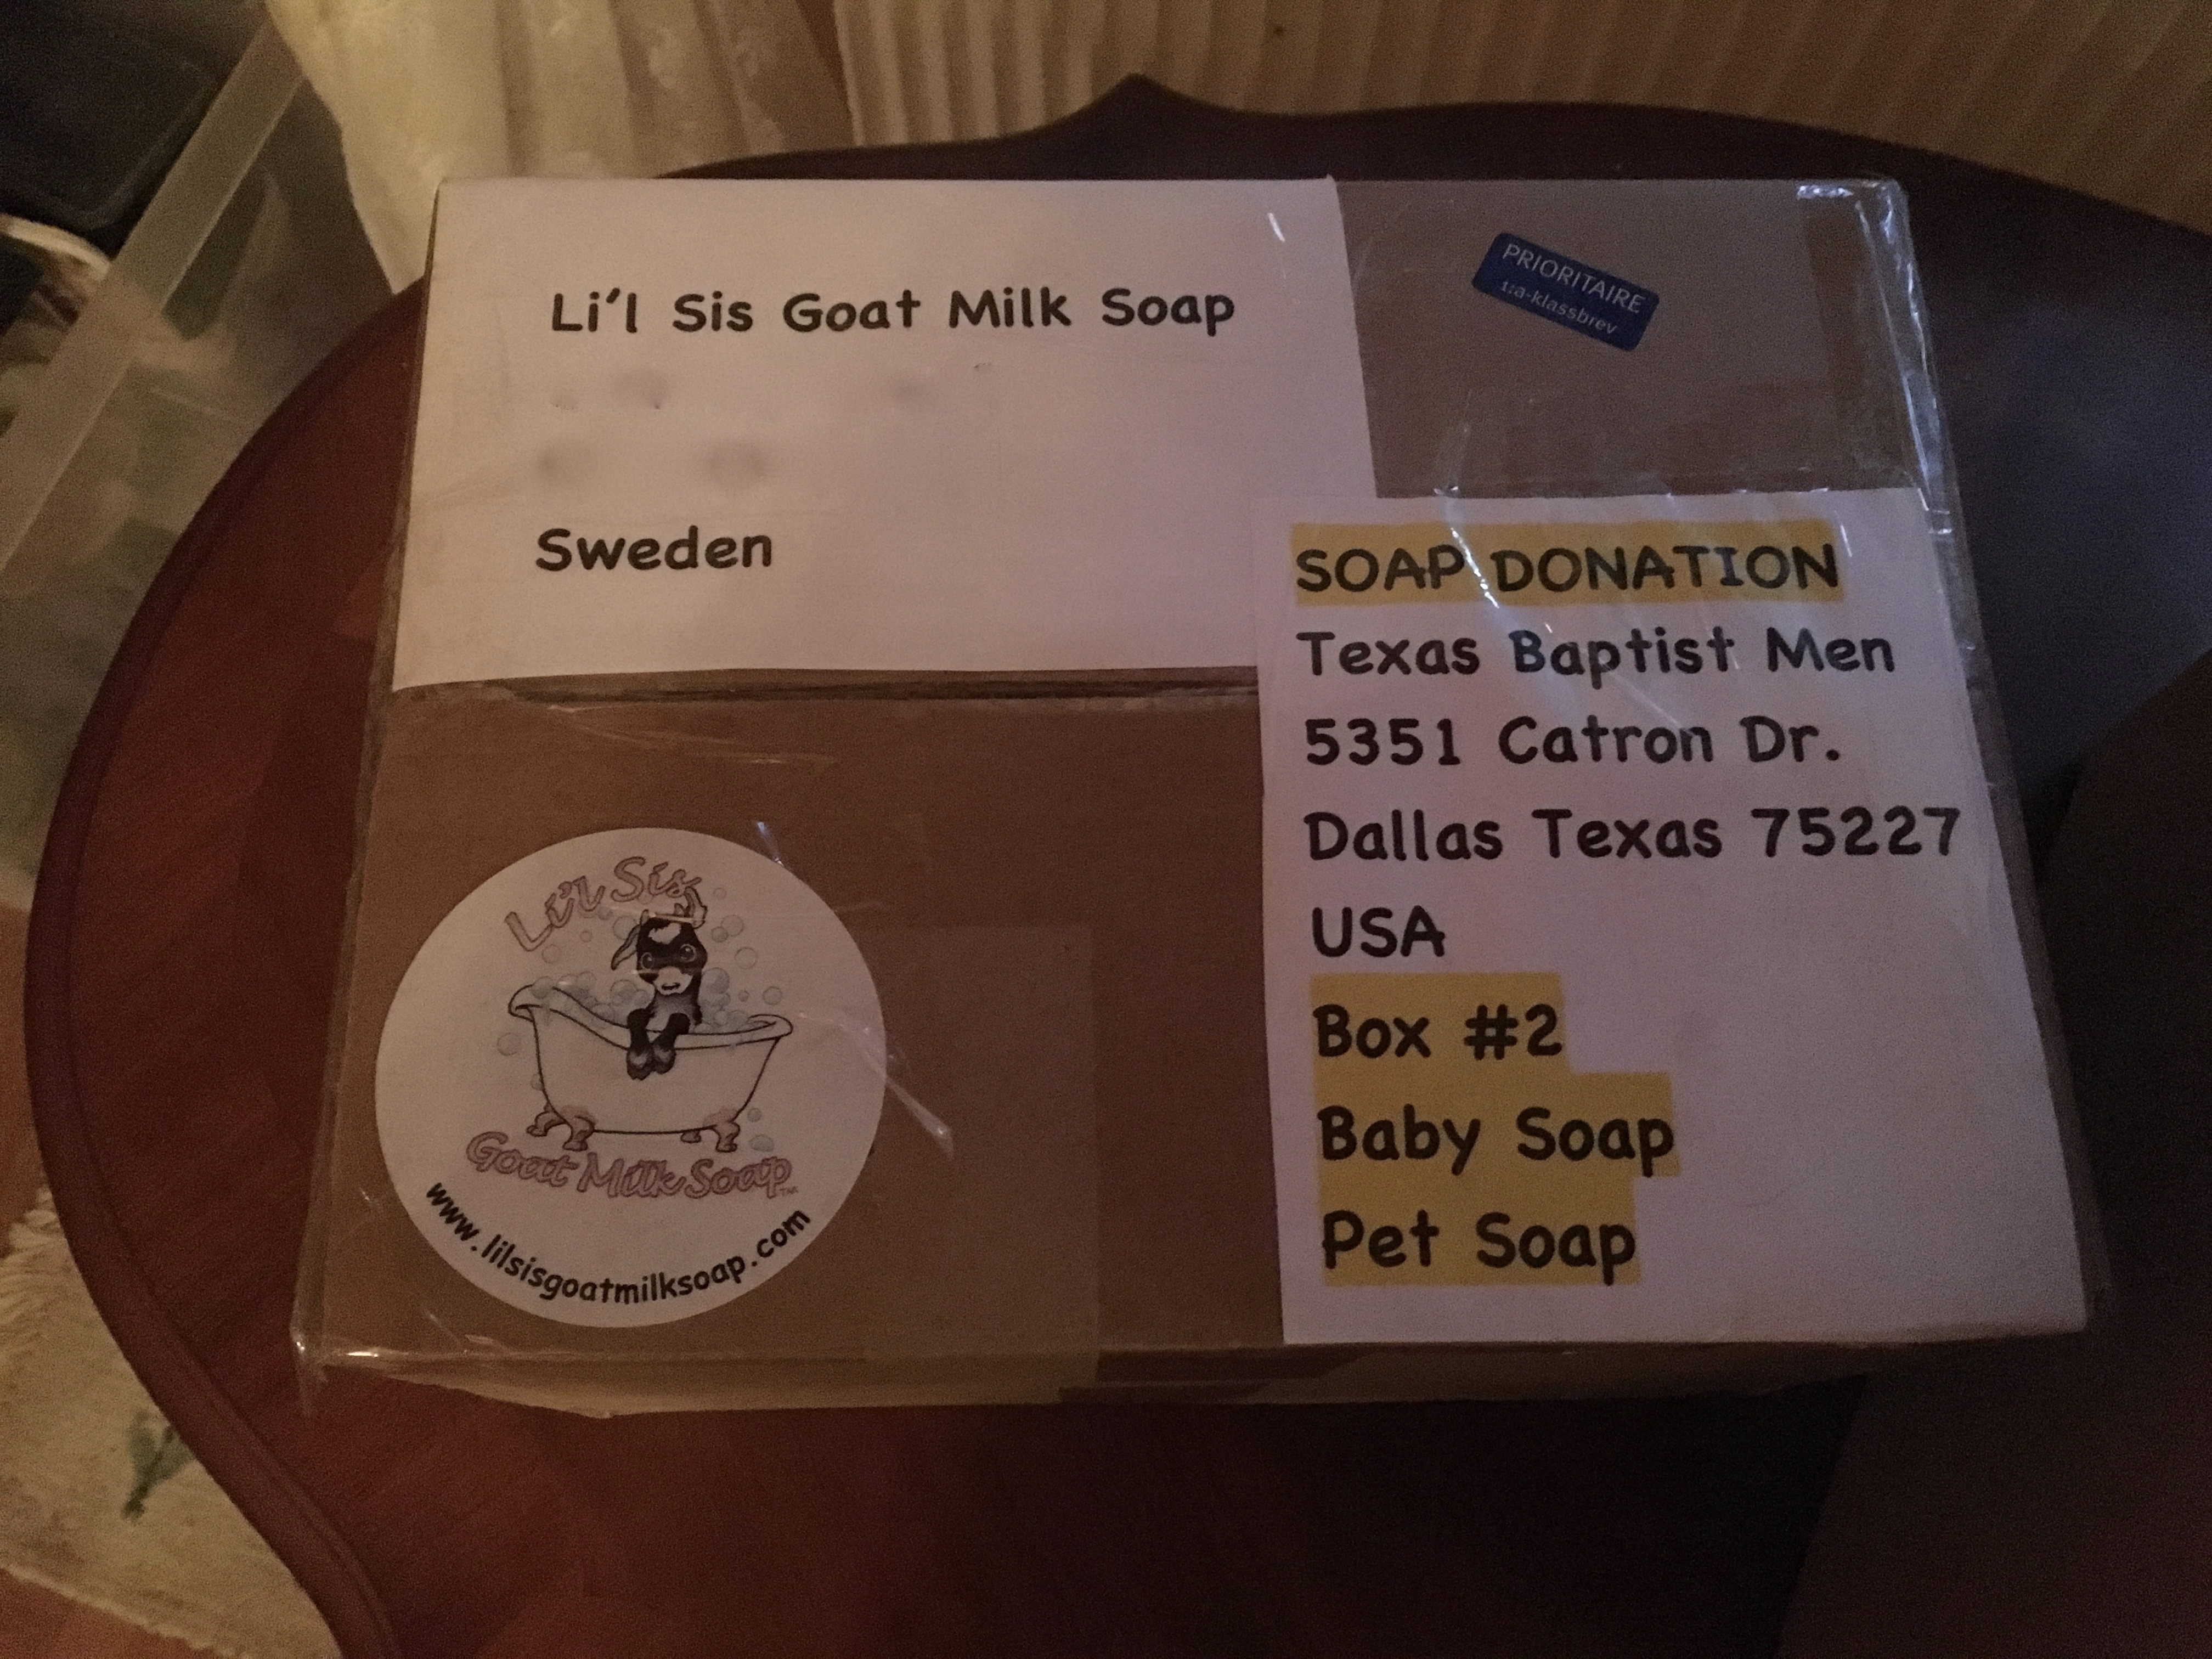 Li'l Sis Goat Milk Soap
Sweden
PRIORITAIRE
1:a-klassbrev
SOAP DONATION
Texas Baptist Men
5351 Catron Dr.
Dallas Texas 75227
USA
Box #2
Baby Soap
Pet Soap
Li'l Sis
Goat Milk Soap™
www.lilsisgoatmilksoap.com